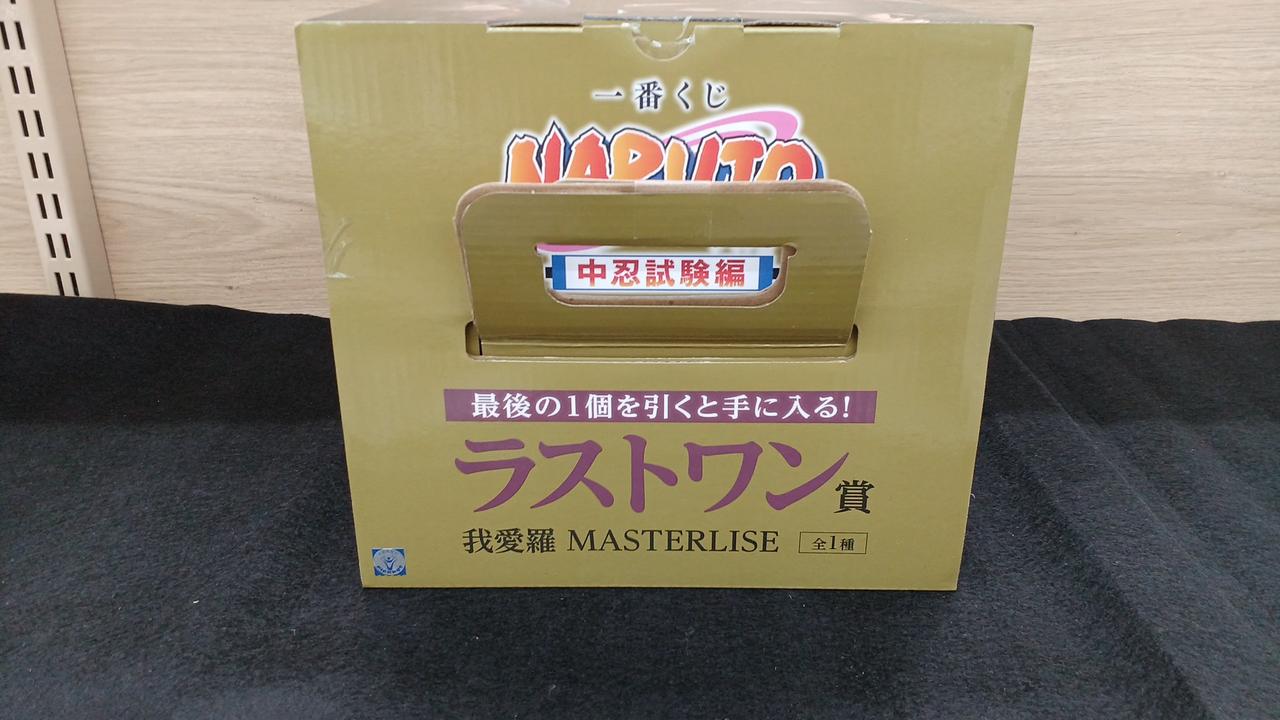 一番くじ
NARUTO
中忍試験編
最後の1個を引くと手に入る!
ラストワン賞
我愛羅 MASTERLISE 全1種